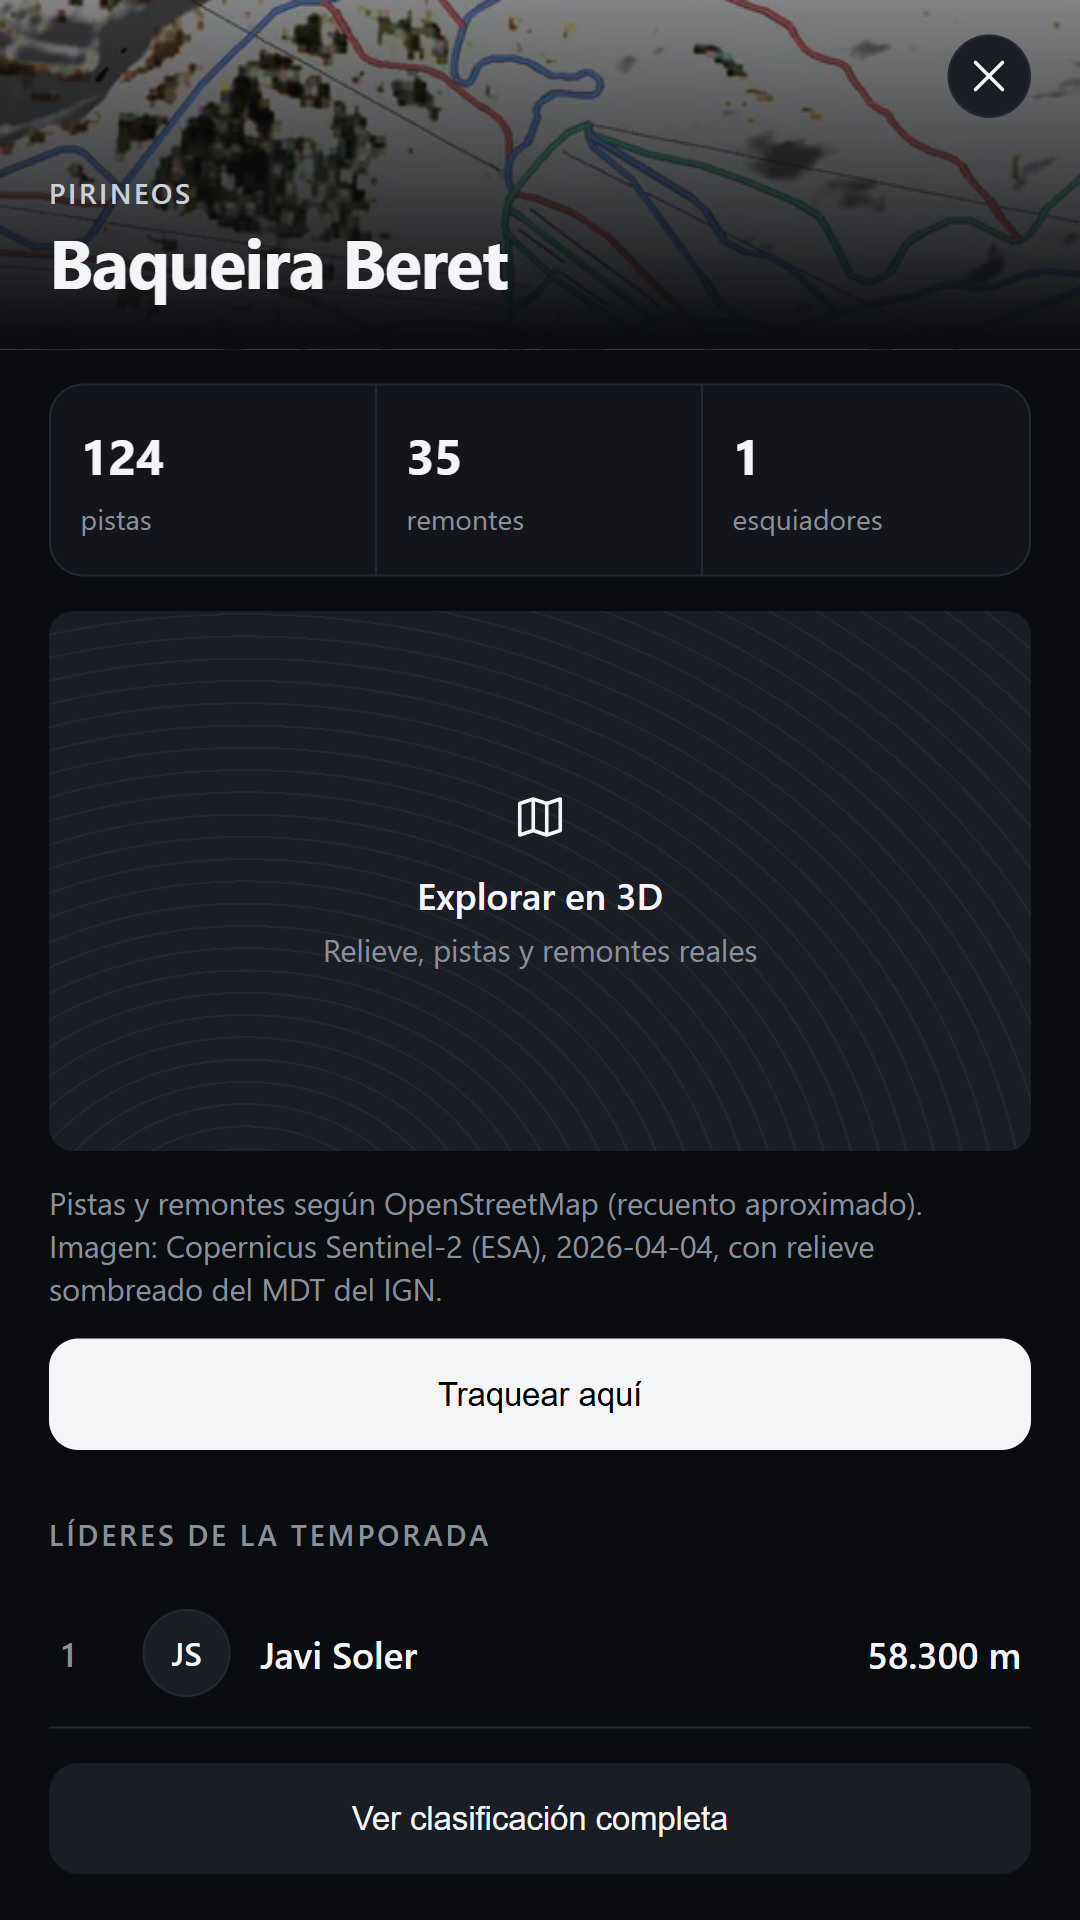 PIRINEOS
Baqueira Beret
124
pistas
35
remontes
1
esquiadores
Explorar en 3D
Relieve, pistas y remontes reales
Pistas y remontes según OpenStreetMap (recuento aproximado).
Imagen: Copernicus Sentinel-2 (ESA), 2026-04-04, con relieve
sombreado del MDT del IGN.
Traquear aquí
LÍDERES DE LA TEMPORADA
1 JS Javi Soler 58.300 m
Ver clasificación completa